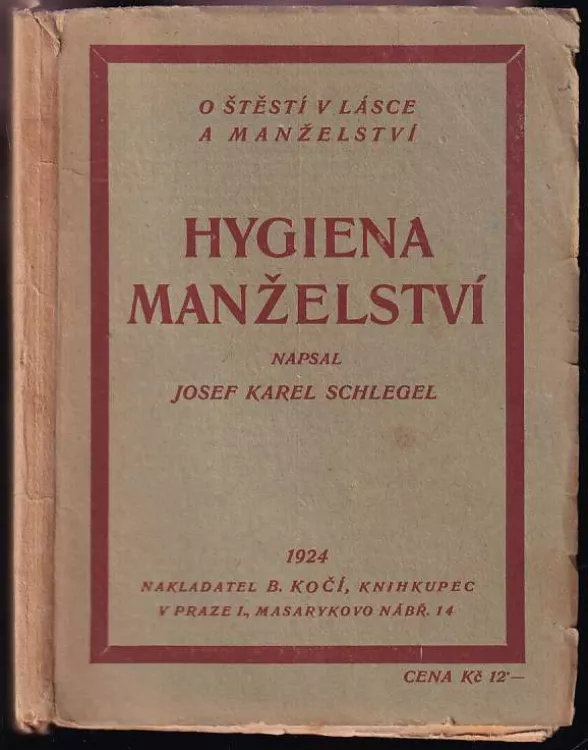 O ŠTĚSTÍ V LÁSCE
A MANŽELSTVÍ
HYGIENA
MANŽELSTVÍ
NAPSAL
JOSEF KAREL SCHLEGEL
1924
NAKLADATEL B. KOČÍ, KNIHKUPEC
V PRAZE I., MASARYKOVO NÁBŘ. 14
CENA Kč 12·—